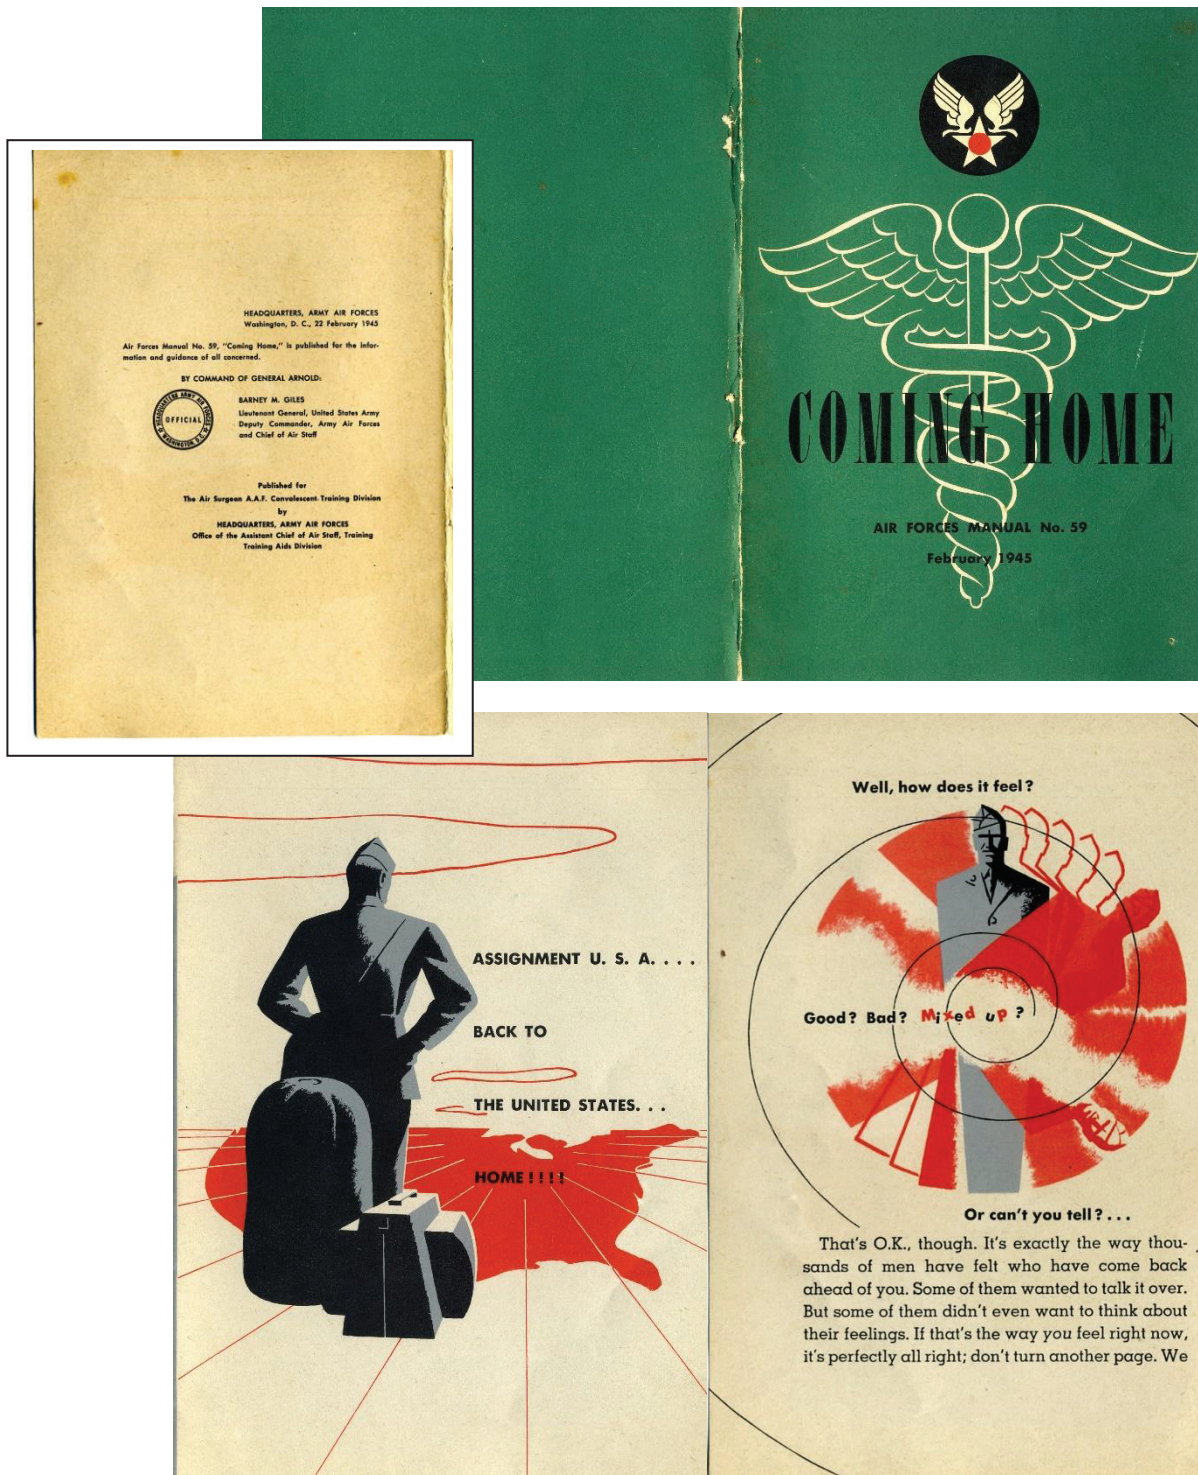 HEADQUARTERS, ARMY AIR FORCES
Washington, D. C., 22 February 1945
Air Forces Manual No. 59, "Coming Home," is published for the infor-
mation and guidance of all concerned.
BY COMMAND OF GENERAL ARNOLD:
HEADQUARTERS ARMY AIR FORCES
OFFICIAL
WASHINGTON D.C.
BARNEY M. GILES
Lieutenant General, United States Army
Deputy Commander, Army Air Forces
and Chief of Air Staff
Published for
The Air Surgeon A.A.F. Convalescent Training Division
by
HEADQUARTERS, ARMY AIR FORCES
Office of the Assistant Chief of Air Staff, Training
Training Aids Division
COMING HOME
AIR FORCES MANUAL No. 59
February 1945
ASSIGNMENT U. S. A. . . .
BACK TO
THE UNITED STATES. . .
HOME ! ! ! !
Well, how does it feel?
Good? Bad? Mixed up?
Or can't you tell? . . .
That's O.K., though. It's exactly the way thou-
sands of men have felt who have come back
ahead of you. Some of them wanted to talk it over.
But some of them didn't even want to think about
their feelings. If that's the way you feel right now,
it's perfectly all right; don't turn another page. We